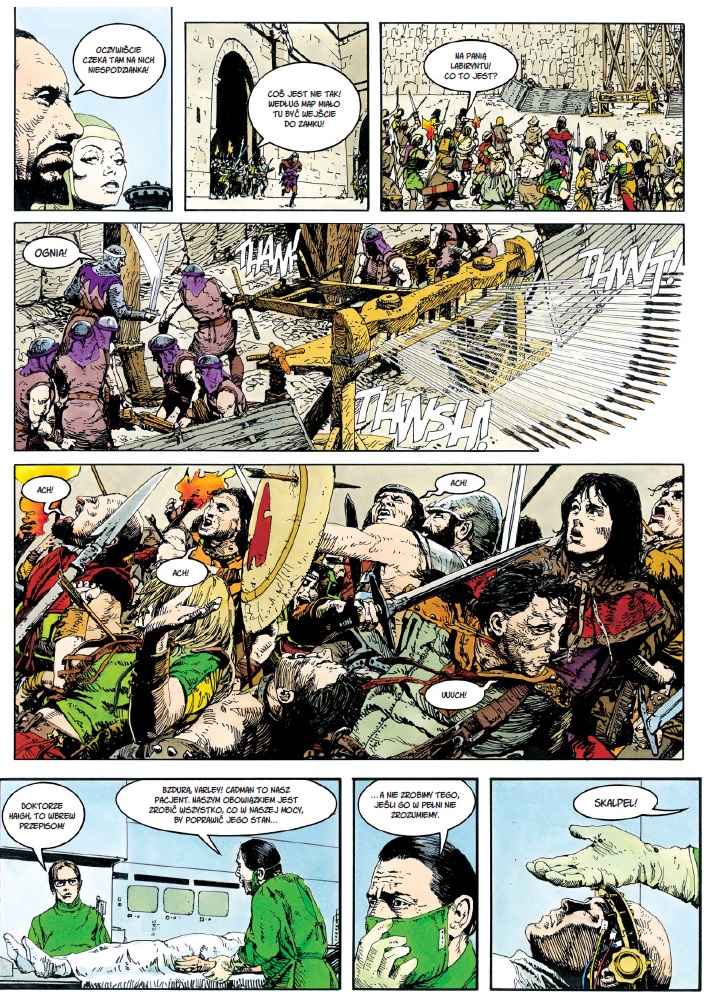 OCZYWIŚCIE
CZEKA TAM NA NICH
NIESPODZIANKA!
COŚ JEST NIE TAK!
WEDŁUG MAP MIAŁO
TU BYĆ WEJŚCIE
DO ZAMKU!
NA PANIĄ
LABIRYNTU!
CO TO JEST?
OGNIA!
THAM!
THWT!
THWSH!
ACH!
ACH!
ACH!
UUUCH!
DOKTORZE
HAIGH, TO WBREW
PRZEPISOM!
BZDURA, VARLEY! CADMAN TO NASZ
PACJENT. NASZYM OBOWIĄZKIEM JEST
ZROBIĆ WSZYSTKO, CO W NASZEJ MOCY,
BY POPRAWIĆ JEGO STAN...
...A NIE ZROBIMY TEGO,
JEŚLI GO W PEŁNI NIE
ZROZUMIEMY.
SKALPEL!